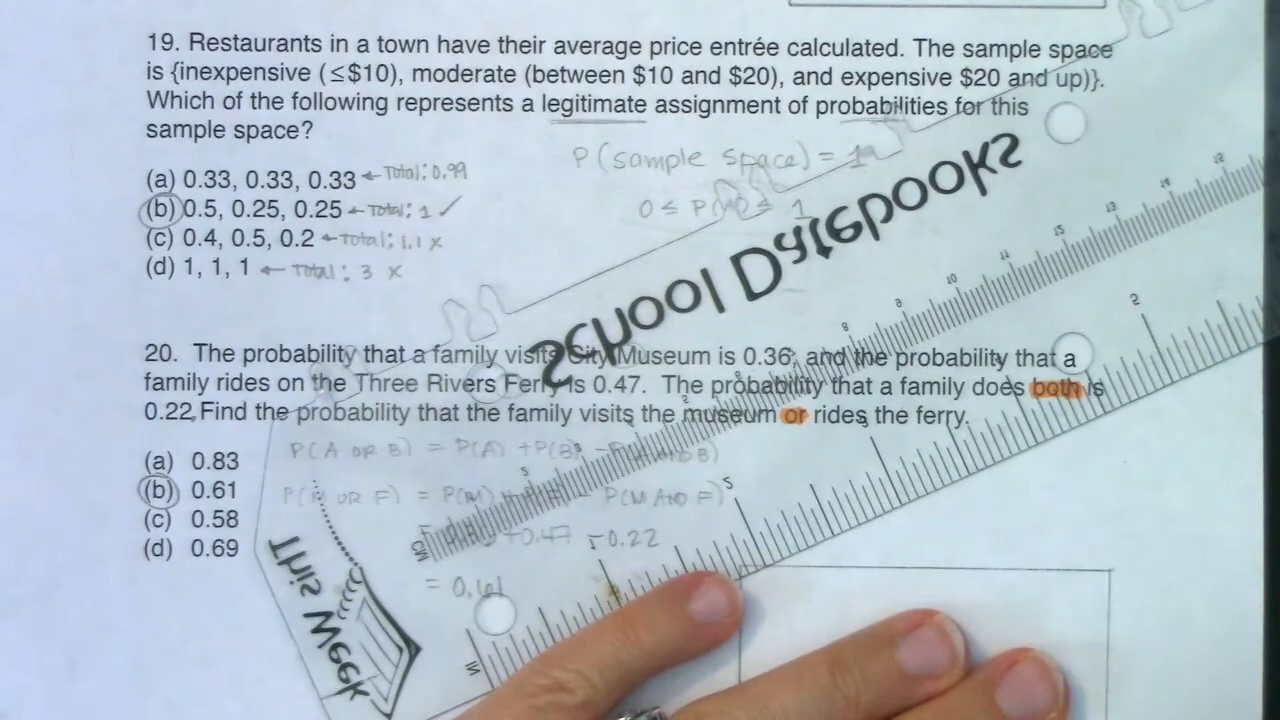 19. Restaurants in a town have their average price entrée calculated. The sample space
is {inexpensive (≤$10), moderate (between $10 and $20), and expensive $20 and up)}.
Which of the following represents a legitimate assignment of probabilities for this
sample space?
P(sample space) = 1
(a) 0.33, 0.33, 0.33 ← Total: 0.99
(b) 0.5, 0.25, 0.25 ← Total: 1 ✓
0 ≤ P( ) ≤ 1
(c) 0.4, 0.5, 0.2 ← Total: 1.1 x
(d) 1, 1, 1 ← Total: 3 x
School Datebooks
20. The probability that a family visits City Museum is 0.36, and the probability that a
family rides on the Three Rivers Ferry is 0.47. The probability that a family does both is
0.22. Find the probability that the family visits the museum or rides the ferry.
P(A OR B) = P(A) + P(B) - P(A AND B)
(a) 0.83
(b) 0.61
P(M OR F) = P(M) + P(F) - P(M AND F)
(c) 0.58
+0.47 - 0.22
(d) 0.69
= 0.61
This Week